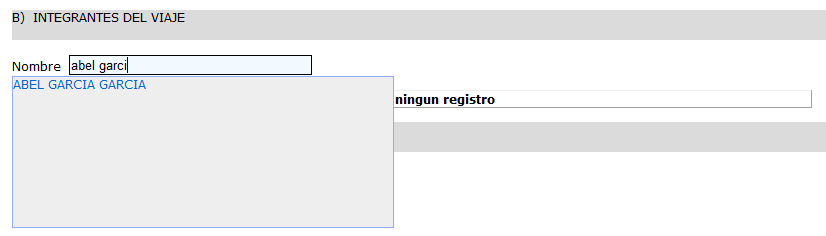 B)  INTEGRANTES DEL VIAJE
Nombre abel garci
ABEL GARCIA GARCIA
ningun registro